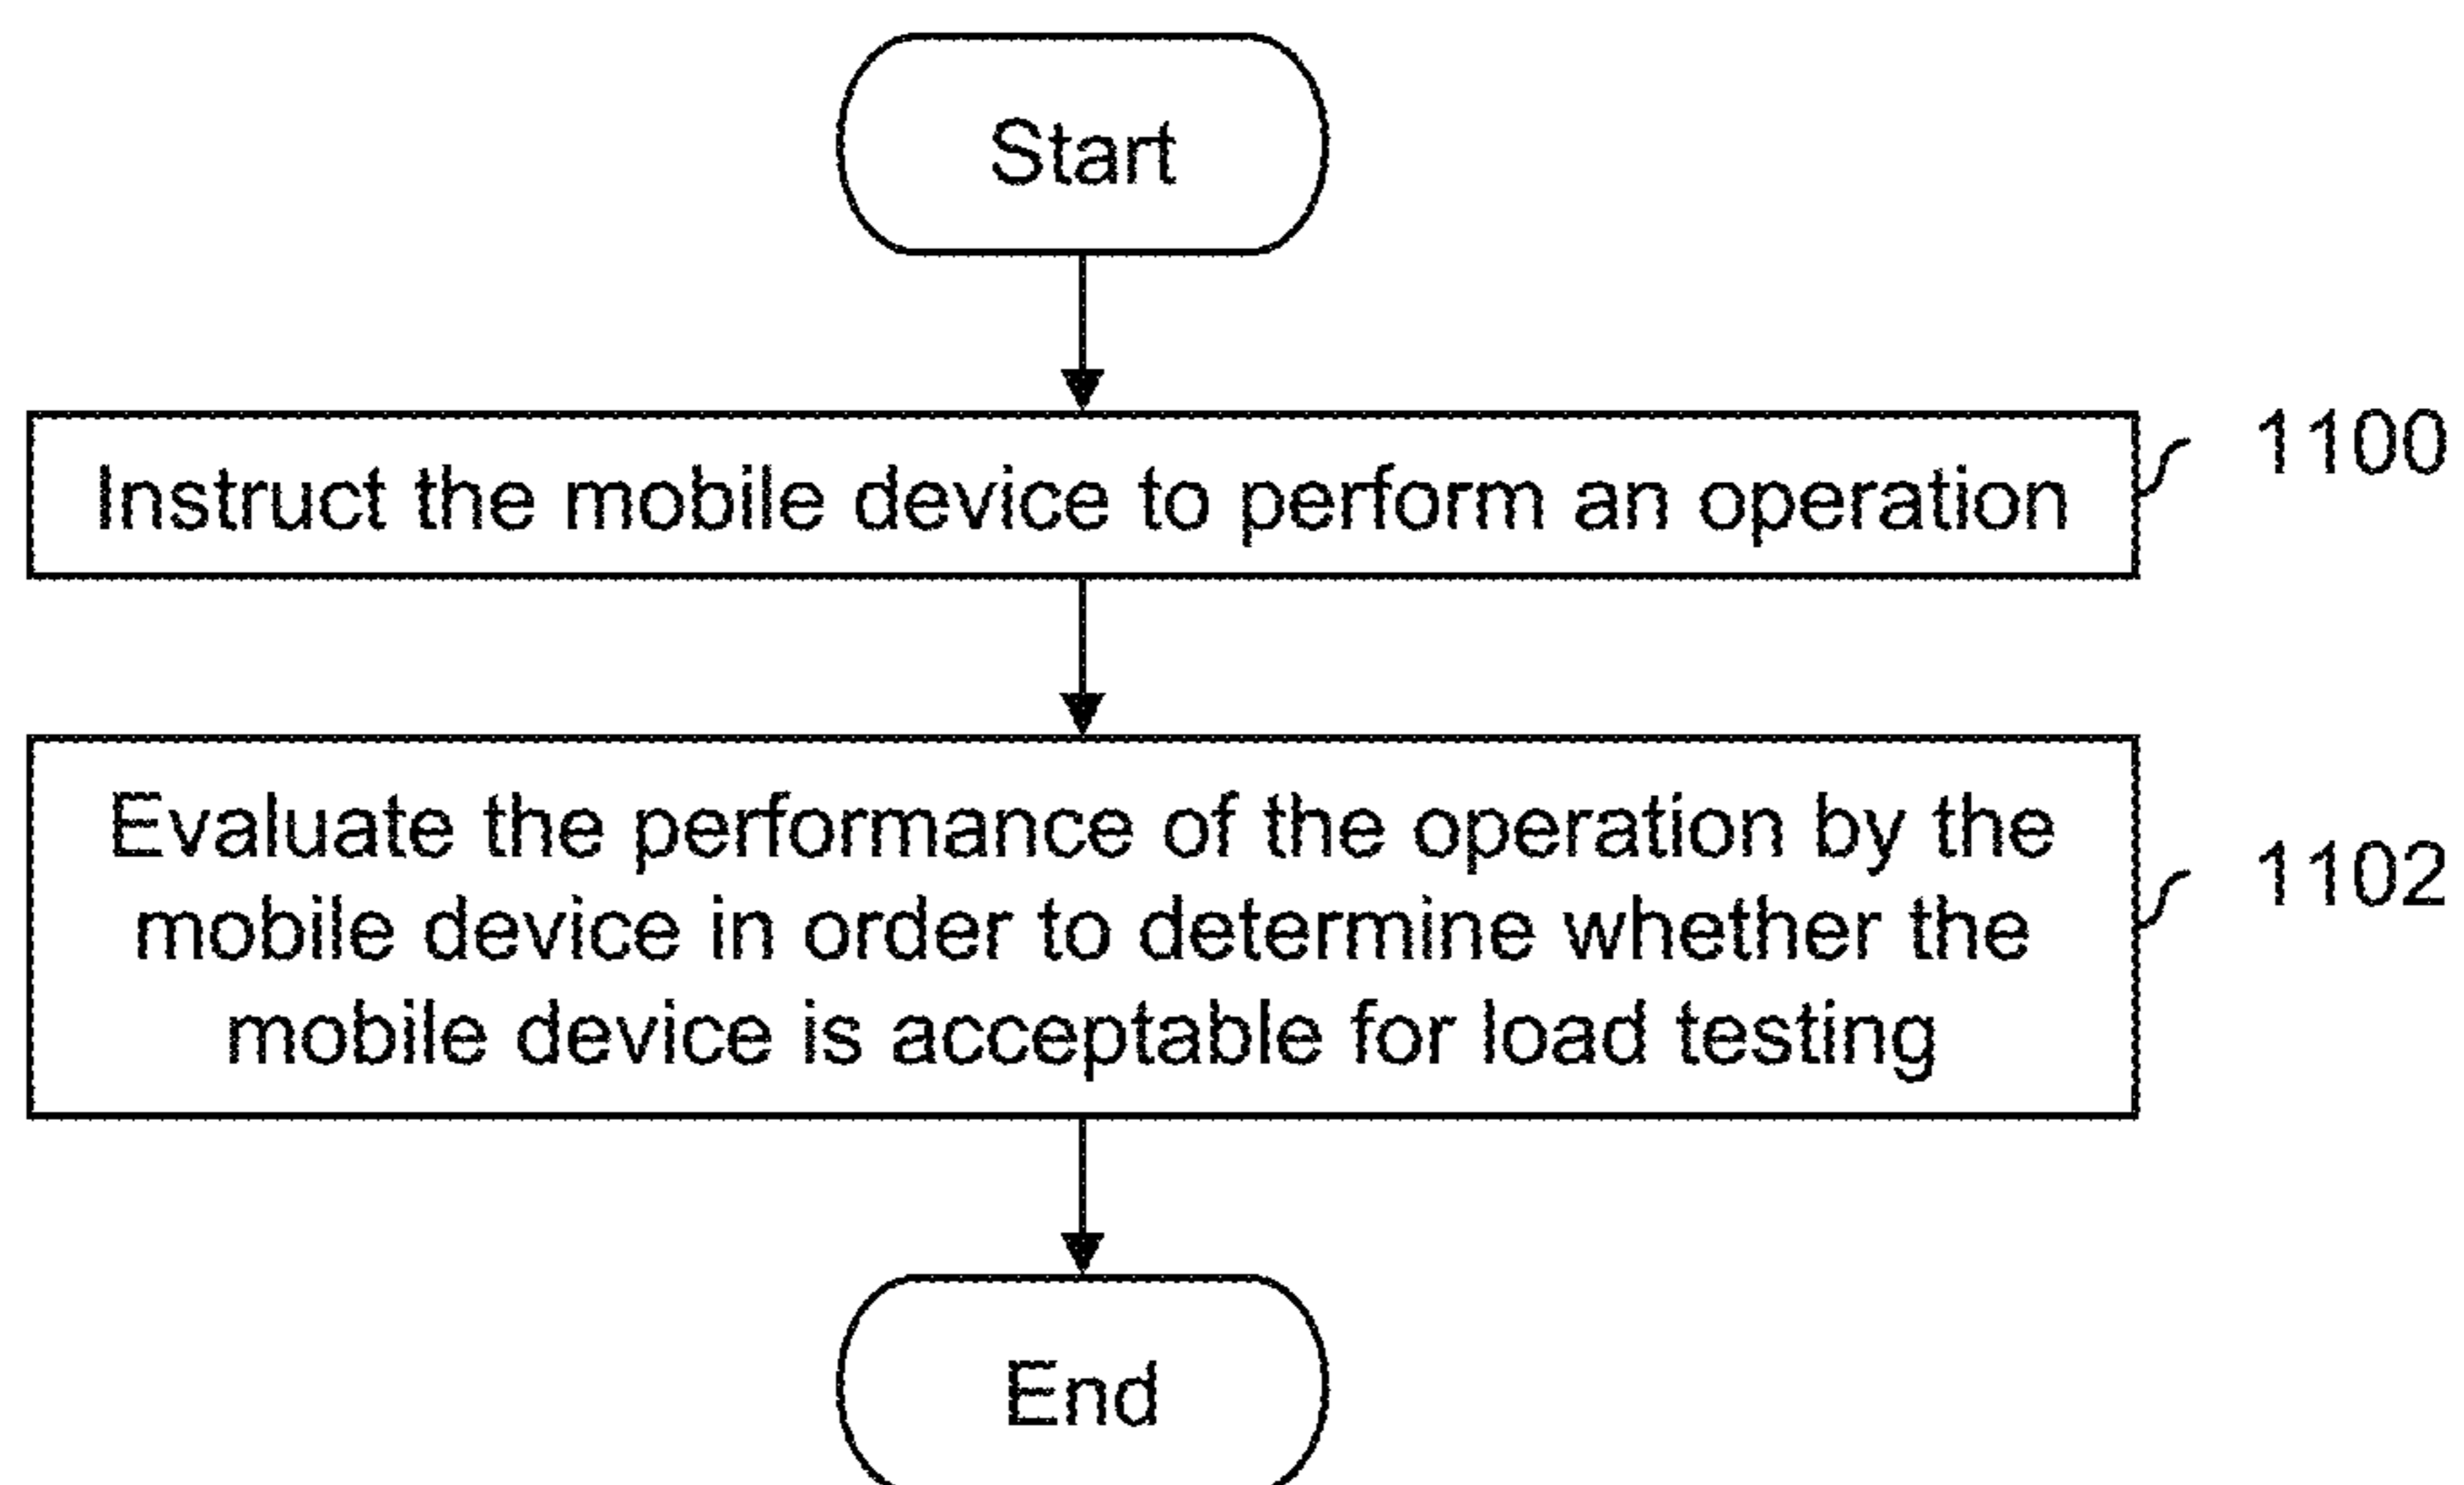 Start
Instruct the mobile device to perform an operation
1100
Evaluate the performance of the operation by the
mobile device in order to determine whether the
mobile device is acceptable for load testing
1102
End